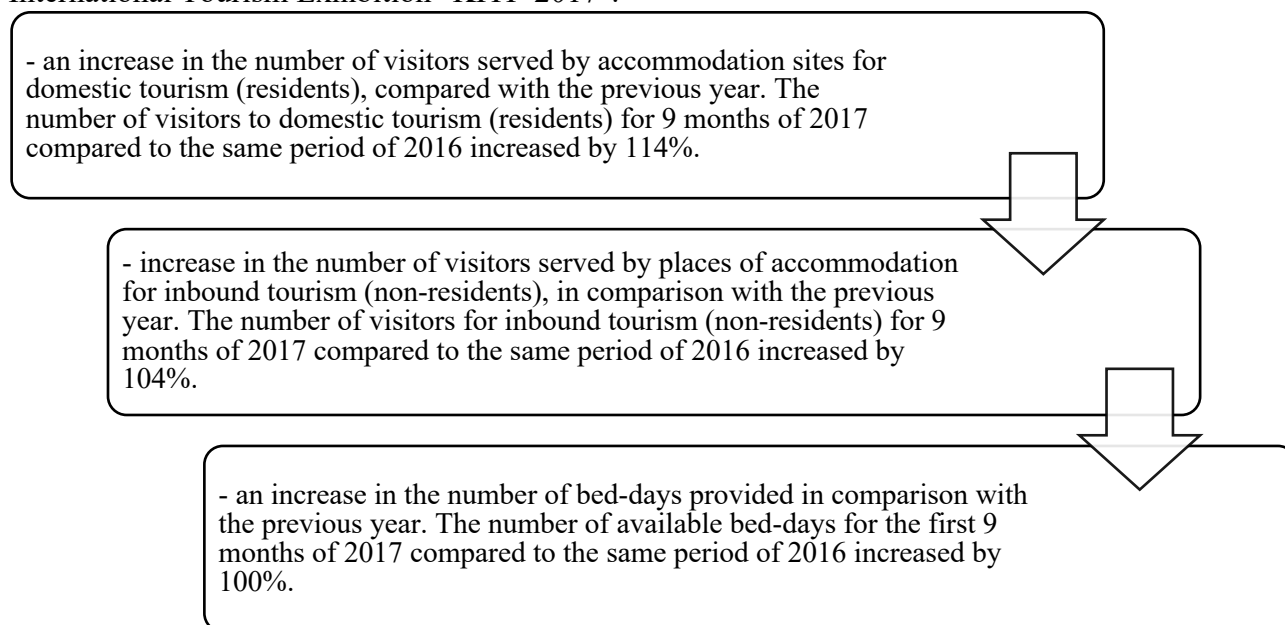 International Tourism Exhibition "KITF-2017".
- an increase in the number of visitors served by accommodation sites for
domestic tourism (residents), compared with the previous year. The
number of visitors to domestic tourism (residents) for 9 months of 2017
compared to the same period of 2016 increased by 114%.
- increase in the number of visitors served by places of accommodation
for inbound tourism (non-residents), in comparison with the previous
year. The number of visitors for inbound tourism (non-residents) for 9
months of 2017 compared to the same period of 2016 increased by
104%.
- an increase in the number of bed-days provided in comparison with
the previous year. The number of available bed-days for the first 9
months of 2017 compared to the same period of 2016 increased by
100%.